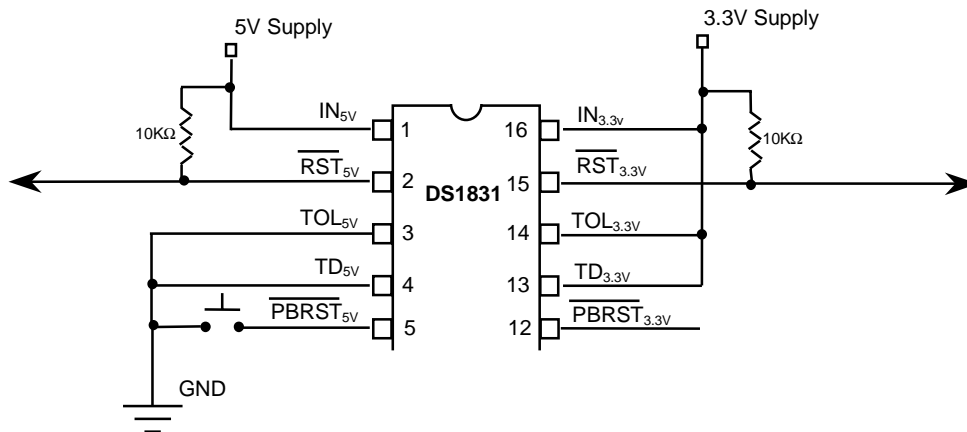 5V Supply
3.3V Supply
10KΩ
IN5V
1
16
IN3.3v
10KΩ
RST5V
2
DS1831
15
RST3.3V
TOL5V
3
14
TOL3.3V
TD5V
4
13
TD3.3V
PBRST5V
5
12
PBRST3.3V
GND